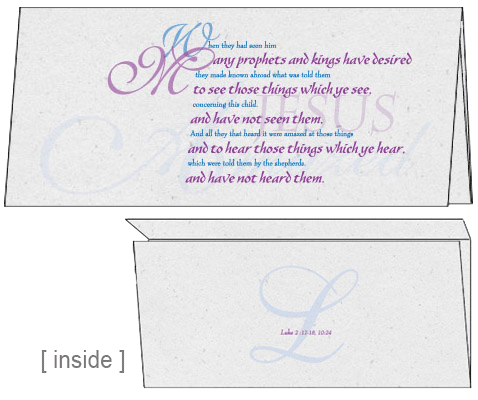 When they had seen him
Many prophets and kings have desired
they made known abroad what was told them
to see those things which ye see,
concerning this child.
JESUS
and have not seen them,
And all they that heard it were amazed at those things
and to hear those things which ye hear,
which were told them by the shepherds.
and have not heard them.
L
Luke 2 :17-18, 10:24
[ inside ]